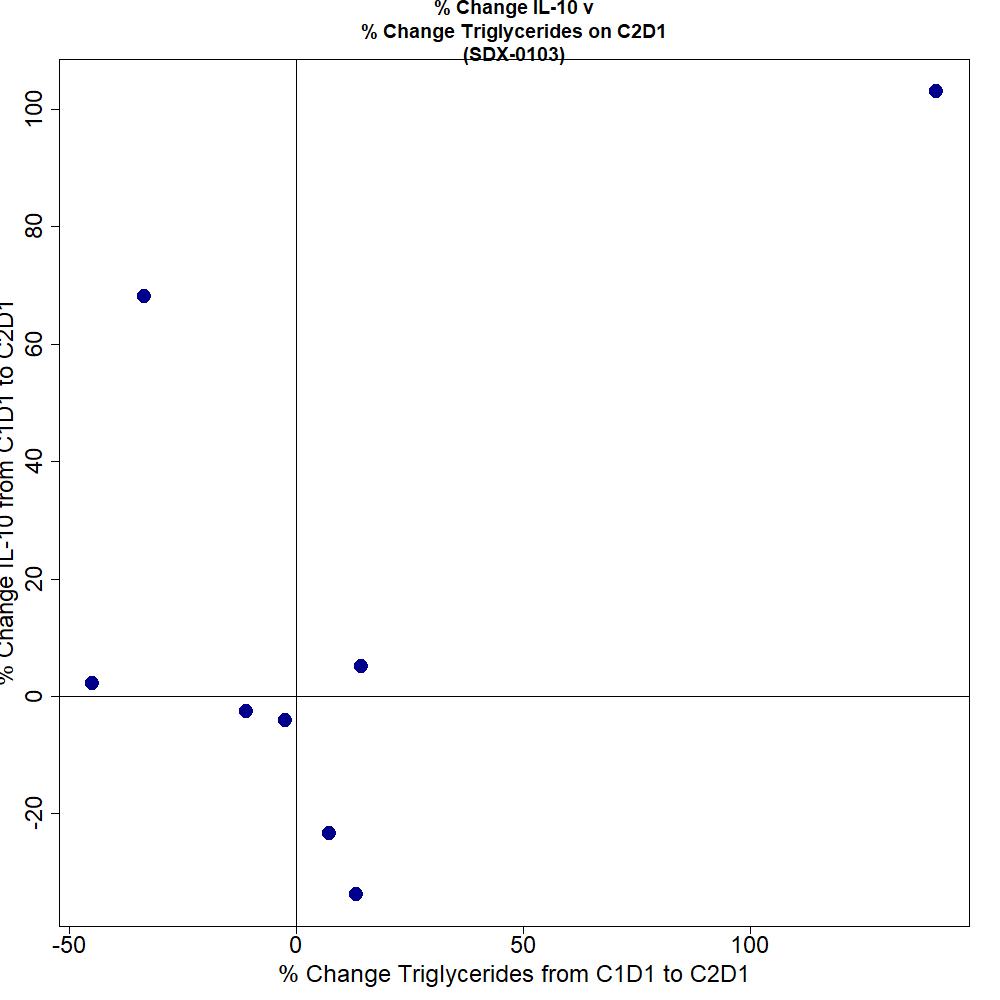 % Change IL-10 v
% Change Triglycerides on C2D1
(SDX-0103)
% Change IL-10 from C1D1 to C2D1
100
80
60
40
20
0
-20
-50
0
50
100
% Change Triglycerides from C1D1 to C2D1